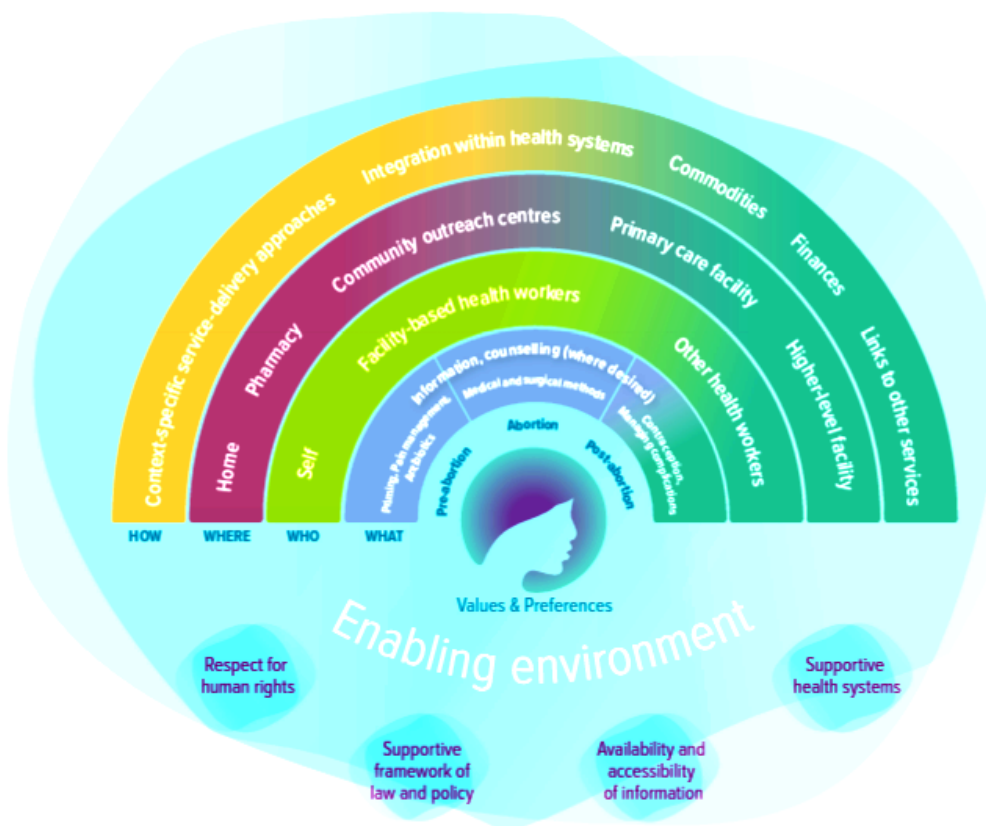 Context-specific service-delivery approaches
Integration within health systems
Commodities
Finances
Links to other services
Home
Pharmacy
Community outreach centres
Primary care facility
Higher-level facility
Self
Facility-based health workers
Other health workers
Information, counselling (where desired)
Priming, Pain management,
Antibiotics
Medical and surgical methods
Contraception,
Managing complications
Pre-abortion
Abortion
Post-abortion
HOW
WHERE
WHO
WHAT
Values & Preferences
Enabling environment
Respect for
human rights
Supportive
framework of
law and policy
Availability and
accessibility
of information
Supportive
health systems